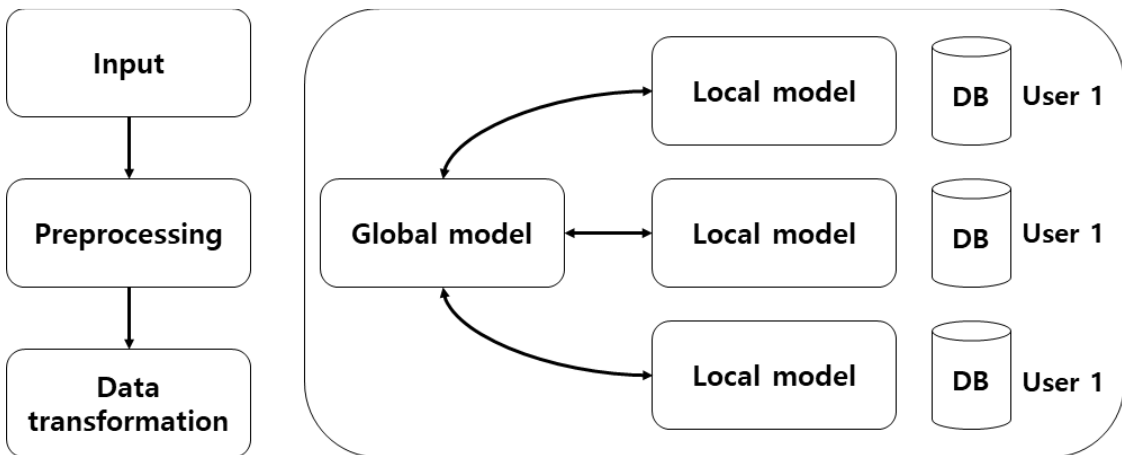 Input
Preprocessing
Data
transformation
Global model
Local model
DB
User 1
Local model
DB
User 1
Local model
DB
User 1